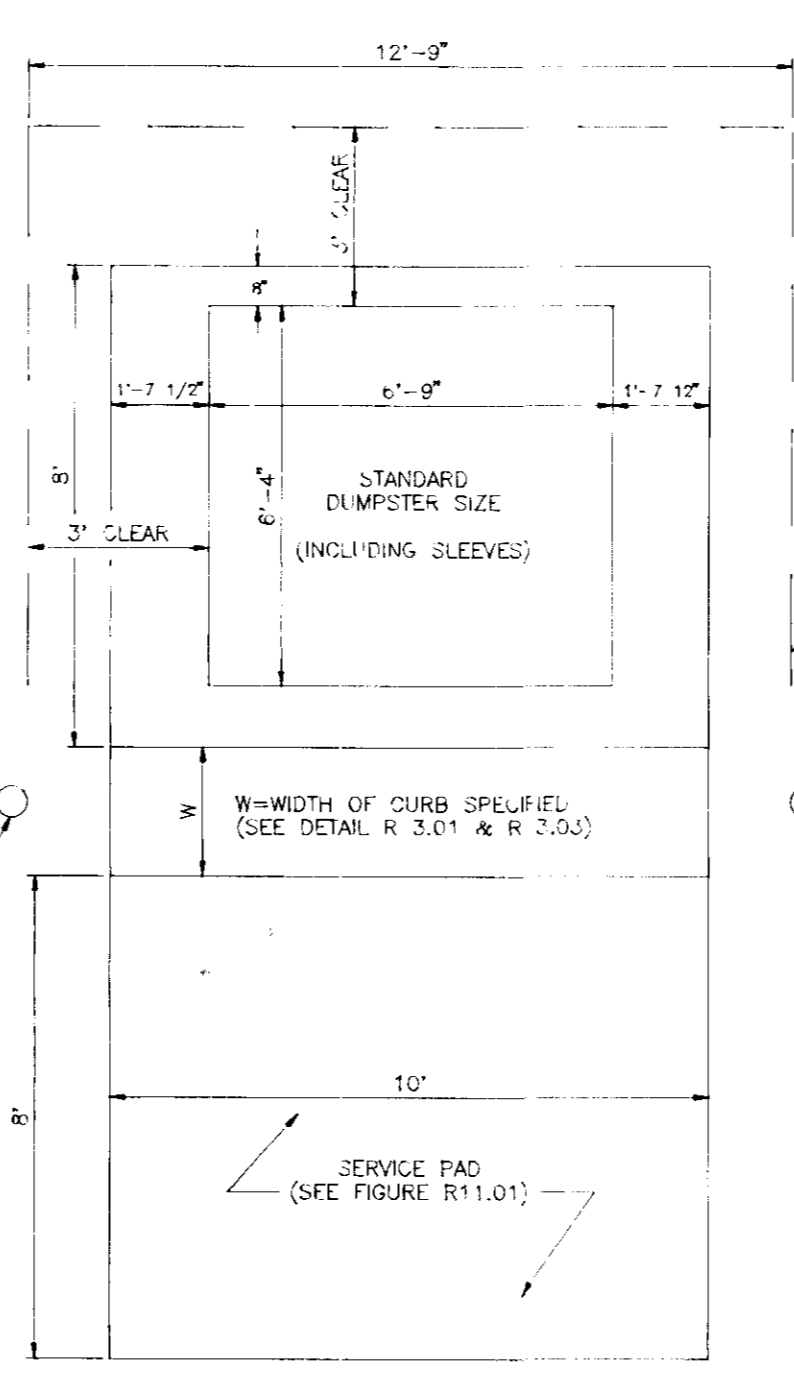 12'-9"
3' CLEAR
8"
1'-7 1/2"
6'-9"
1'-7 12"
8'
6'-4"
STANDARD
DUMPSTER SIZE
(INCLUDING SLEEVES)
3' CLEAR
W
W=WIDTH OF CURB SPECIFIED
(SEE DETAIL R 3.01 & R 3.03)
8'
10'
SERVICE PAD
(SEE FIGURE R11.01)